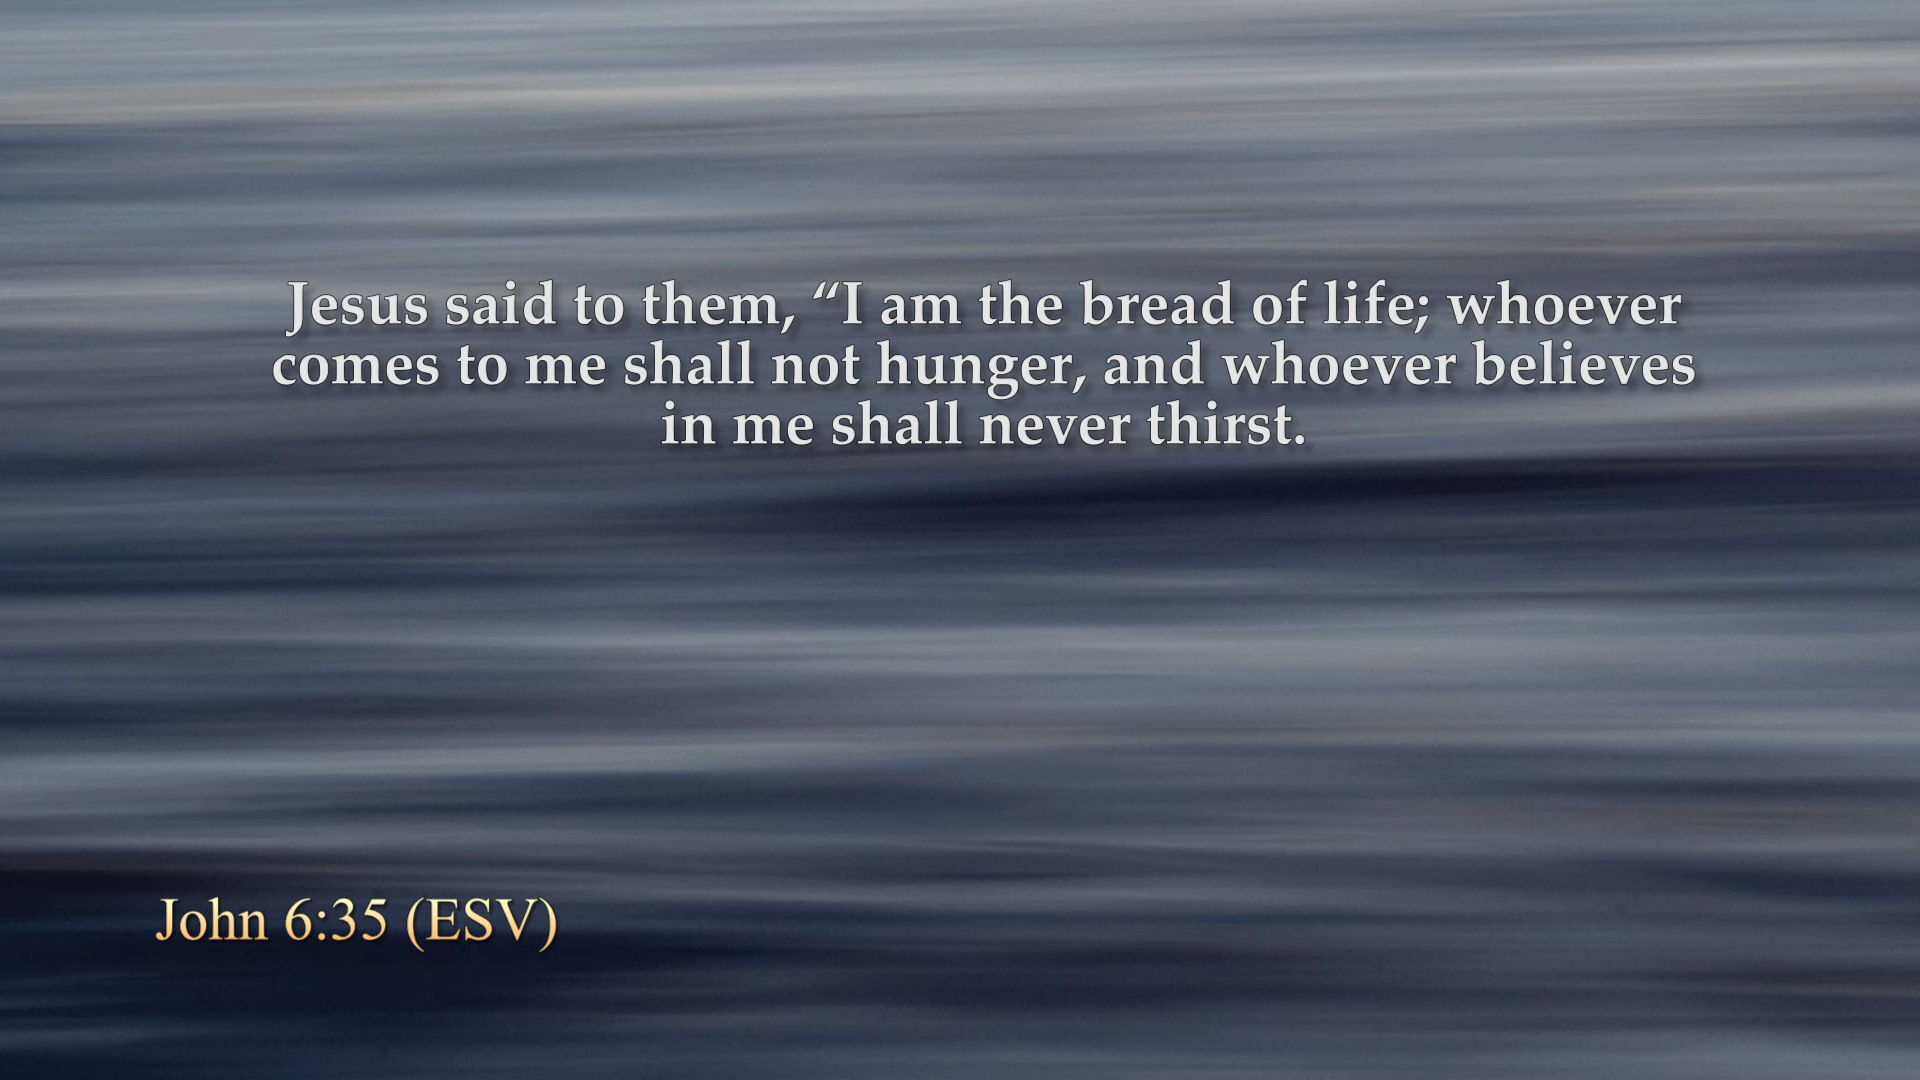 Jesus said to them, “I am the bread of life; whoever
comes to me shall not hunger, and whoever believes
in me shall never thirst.
John 6:35 (ESV)